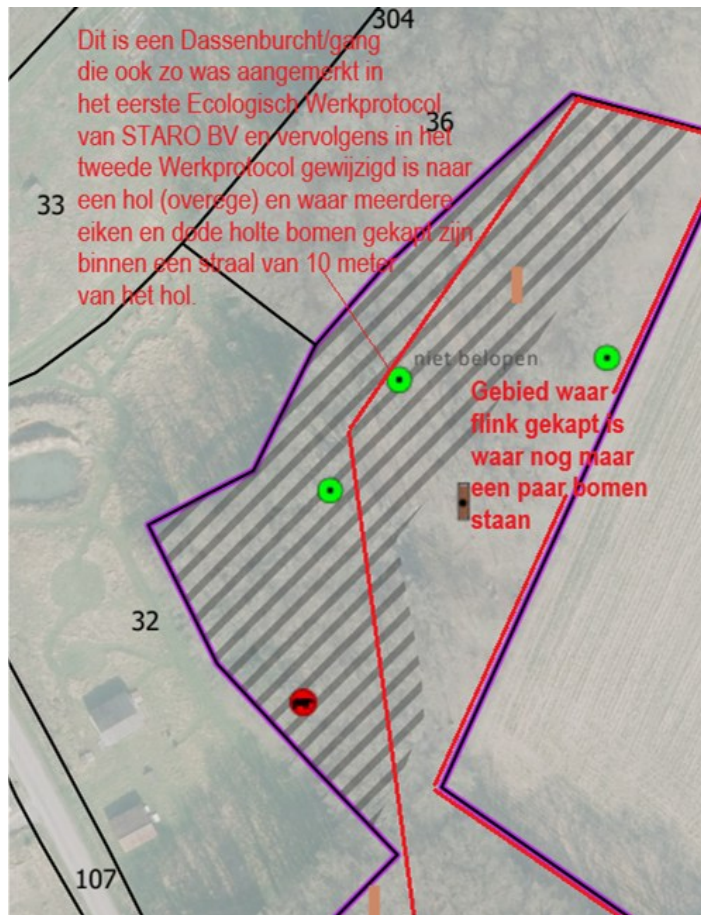 304
Dit is een Dassenburcht/gang
die ook zo was aangemerkt in
het eerste Ecologisch Werkprotocol
van STARO BV en vervolgens in het
36
tweede Werkprotocol gewijzigd is naar
een hol (overege) en waar meerdere
33
eiken en dode holte bomen gekapt zijn
binnen een straal van 10 meter
van het hol.
niet belopen
Gebied waar
flink gekapt is
waar nog maar
een paar bomen
staan
32
107